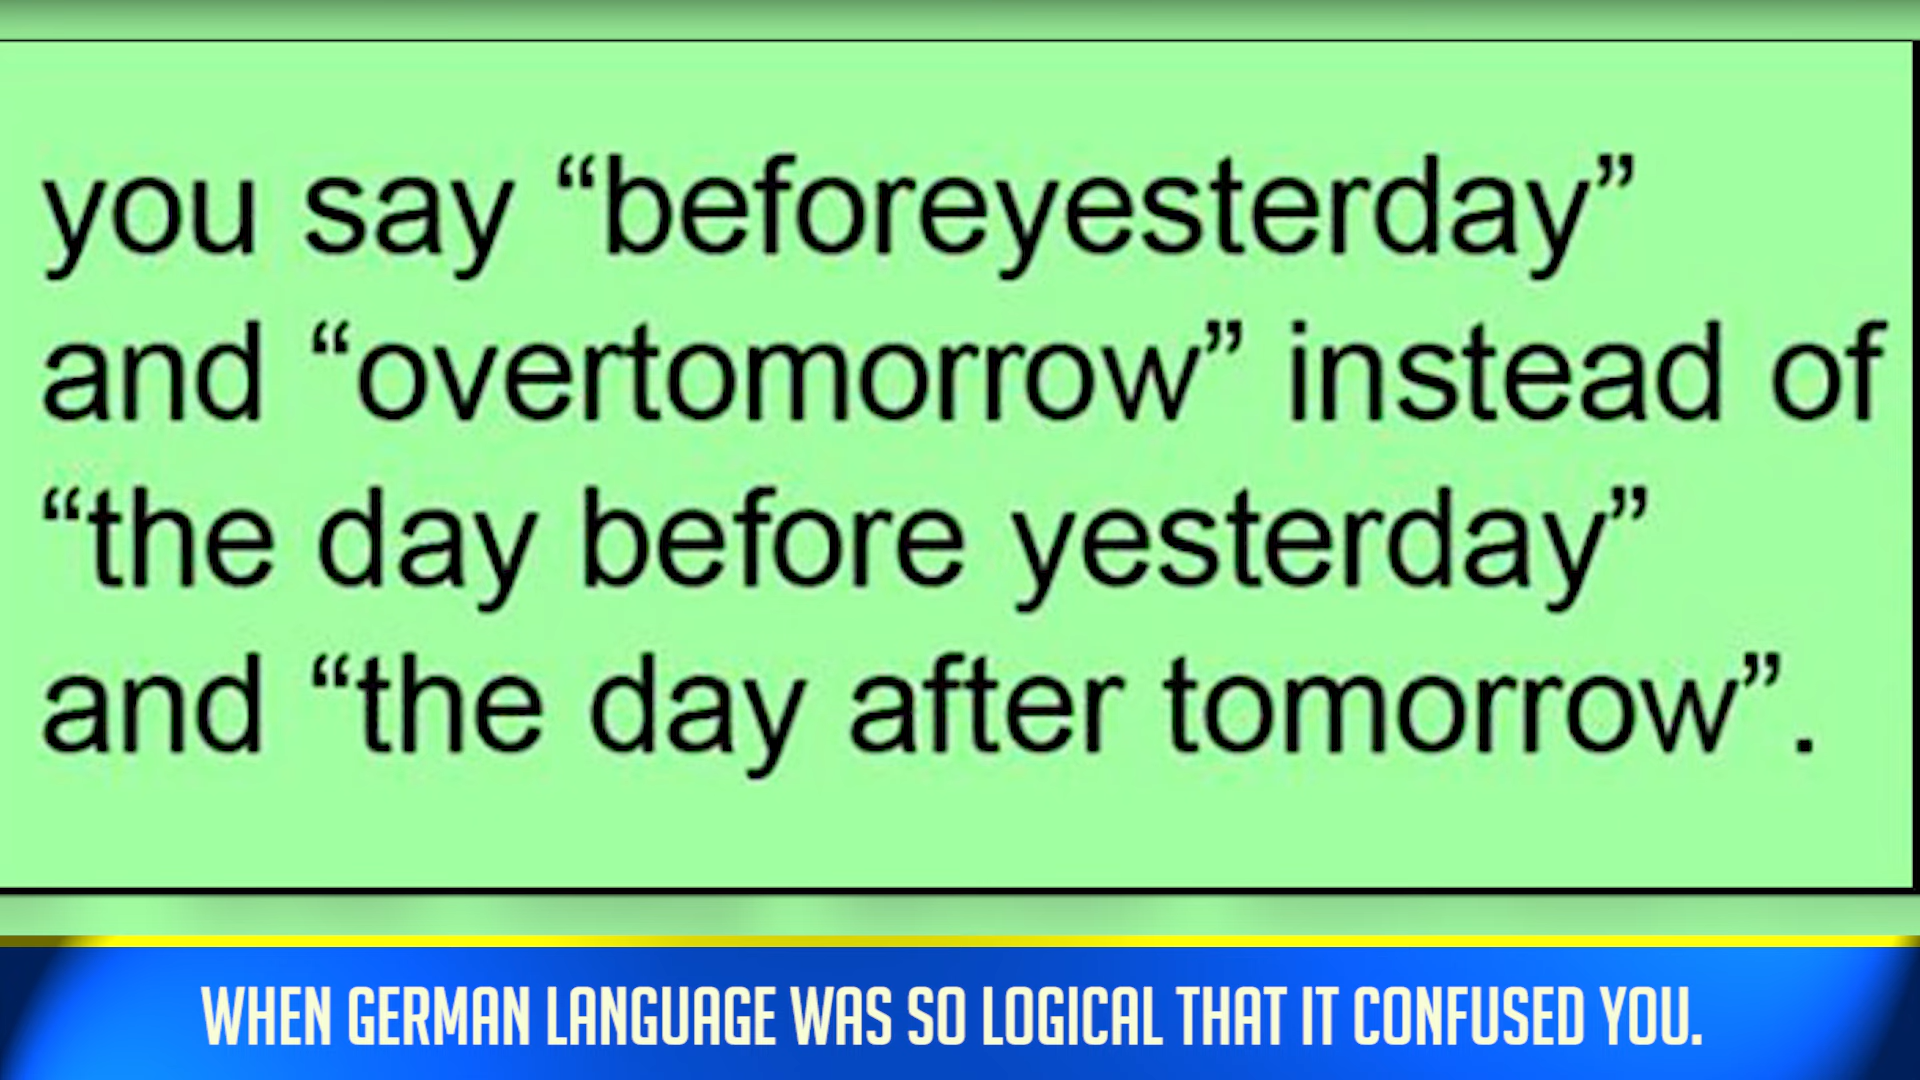 you say “beforeyesterday”
and “overtomorrow” instead of
“the day before yesterday”
and “the day after tomorrow”.
WHEN GERMAN LANGUAGE WAS SO LOGICAL THAT IT CONFUSED YOU.